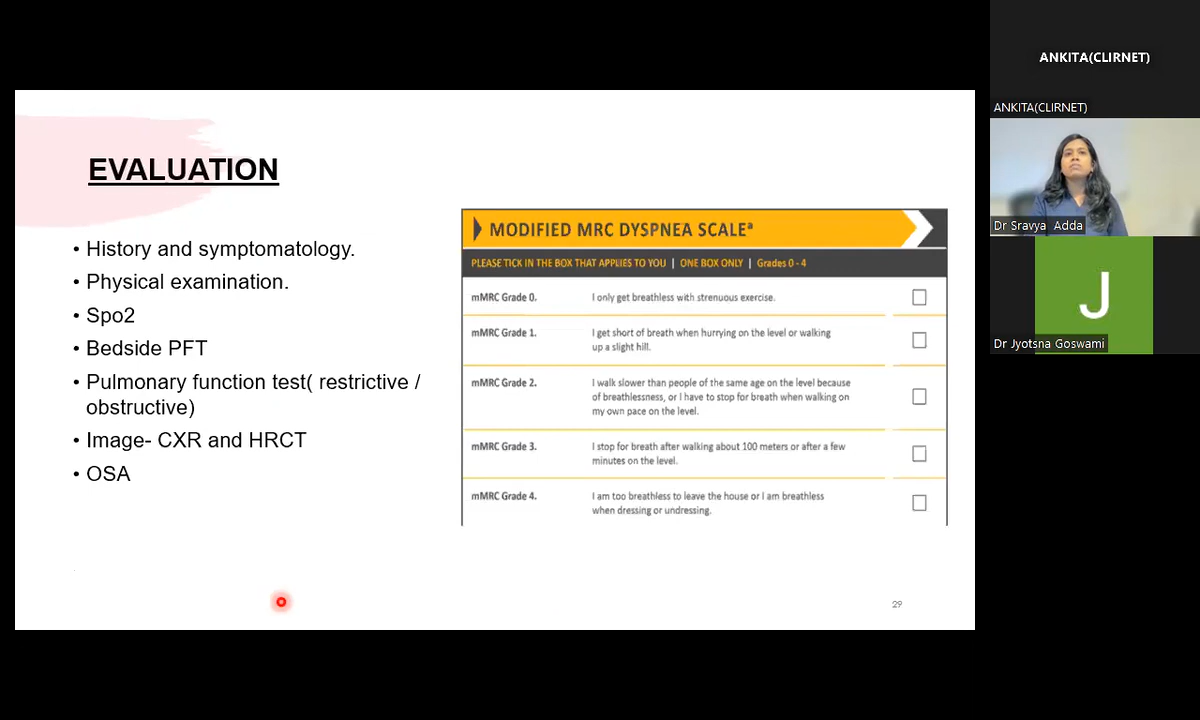 EVALUATION
• History and symptomatology.
• Physical examination.
• Spo2
• Bedside PFT
• Pulmonary function test( restrictive /
obstructive)
• Image- CXR and HRCT
• OSA
MODIFIED MRC DYSPNEA SCALEª
PLEASE TICK IN THE BOX THAT APPLIES TO YOU | ONE BOX ONLY | Grades 0 - 4
mMRC Grade 0. I only get breathless with strenuous exercise.
mMRC Grade 1. I get short of breath when hurrying on the level or walking
up a slight hill.
mMRC Grade 2. I walk slower than people of the same age on the level because
of breathlessness, or I have to stop for breath when walking on
my own pace on the level.
mMRC Grade 3. I stop for breath after walking about 100 meters or after a few
minutes on the level.
mMRC Grade 4. I am too breathless to leave the house or I am breathless
when dressing or undressing.
29
ANKITA(CLIRNET)
ANKITA(CLIRNET)
Dr Sravya Adda
J
Dr Jyotsna Goswami